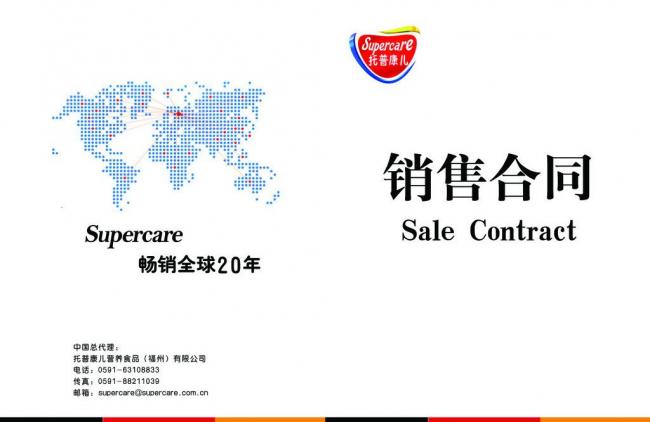 Supercare
托普康儿
销售合同
Sale Contract
Supercare
畅销全球20年
中国总代理：
托普康儿营养食品（福州）有限公司
电话：0591-63108833
传真：0591-88211039
邮箱：supercare@supercare.com.cn